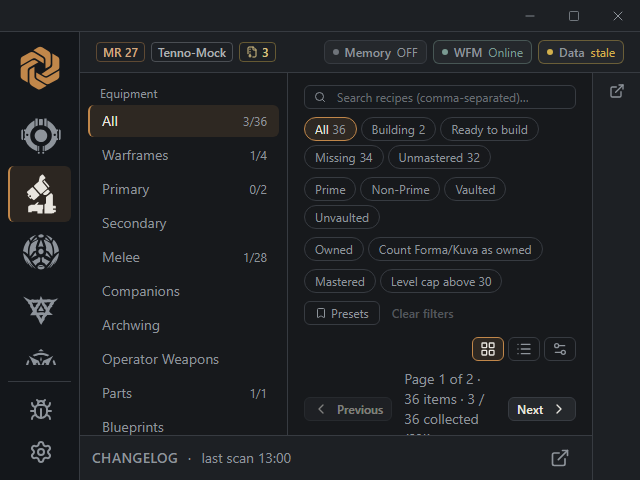 MR 27 Tenno-Mock 3 Memory OFF WFM Online Data stale
Equipment
All 3/36
Warframes 1/4
Primary 0/2
Secondary
Melee 1/28
Companions
Archwing
Operator Weapons
Parts 1/1
Blueprints
Search recipes (comma-separated)...
All 36 Building 2 Ready to build
Missing 34 Unmastered 32
Prime Non-Prime Vaulted
Unvaulted
Owned Count Forma/Kuva as owned
Mastered Level cap above 30
Presets Clear filters
Previous
Page 1 of 2 ·
36 items · 3 /
36 collected
Next
CHANGELOG · last scan 13:00